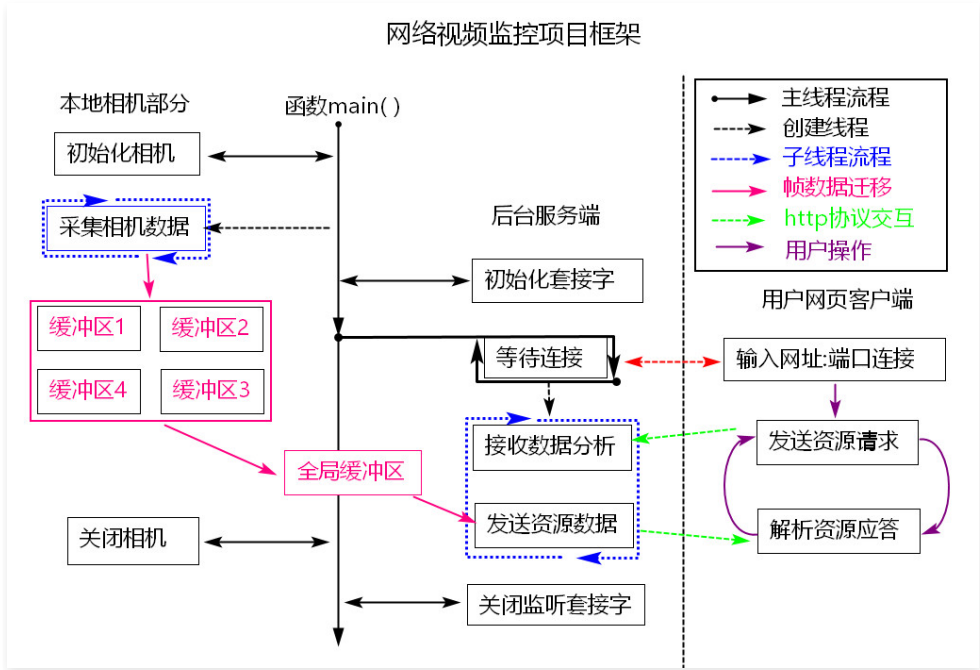 网络视频监控项目框架
本地相机部分
函数main( )
初始化相机
采集相机数据
缓冲区1
缓冲区2
缓冲区4
缓冲区3
全局缓冲区
关闭相机
后台服务端
初始化套接字
等待连接
接收数据分析
发送资源数据
关闭监听套接字
主线程流程
创建线程
子线程流程
帧数据迁移
http协议交互
用户操作
用户网页客户端
输入网址:端口连接
发送资源请求
解析资源应答